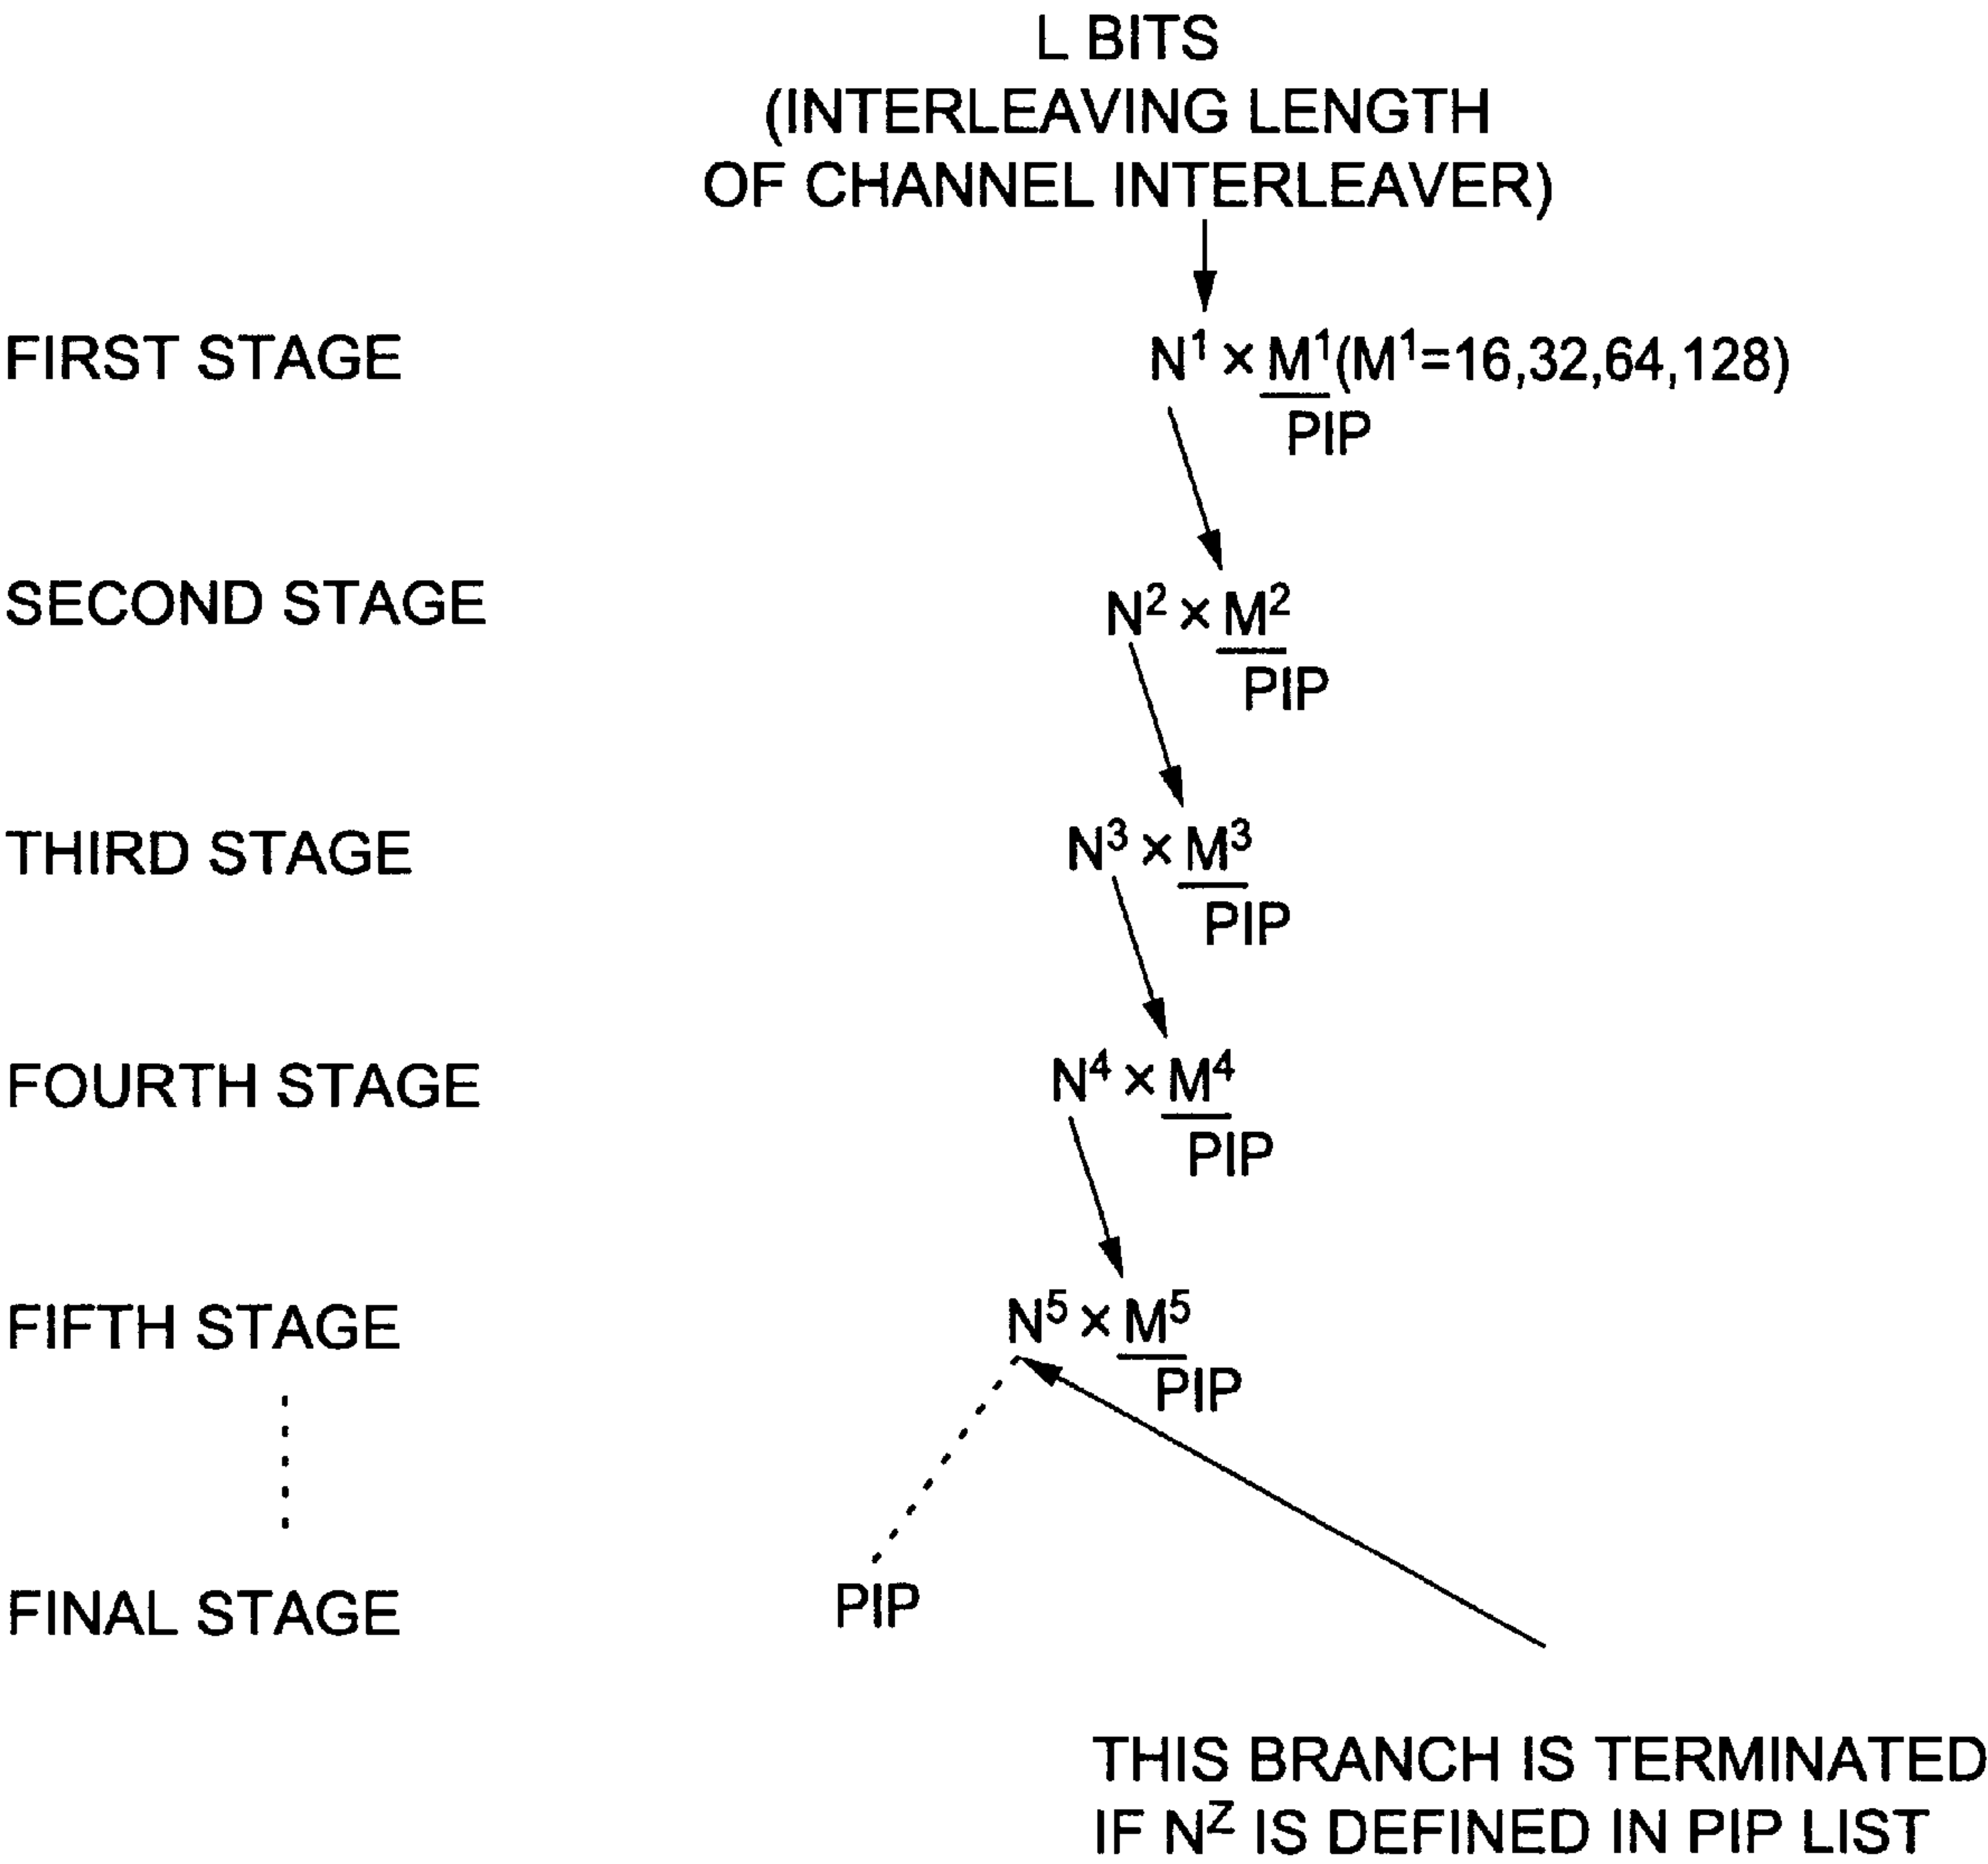 L BITS
(INTERLEAVING LENGTH
OF CHANNEL INTERLEAVER)
FIRST STAGE N¹ × M¹(M¹=16,32,64,128)
PIP
SECOND STAGE N² × M²
PIP
THIRD STAGE N³ × M³
PIP
FOURTH STAGE N⁴ × M⁴
PIP
FIFTH STAGE N⁵ × M⁵
PIP
FINAL STAGE PIP
THIS BRANCH IS TERMINATED
IF Nᶻ IS DEFINED IN PIP LIST